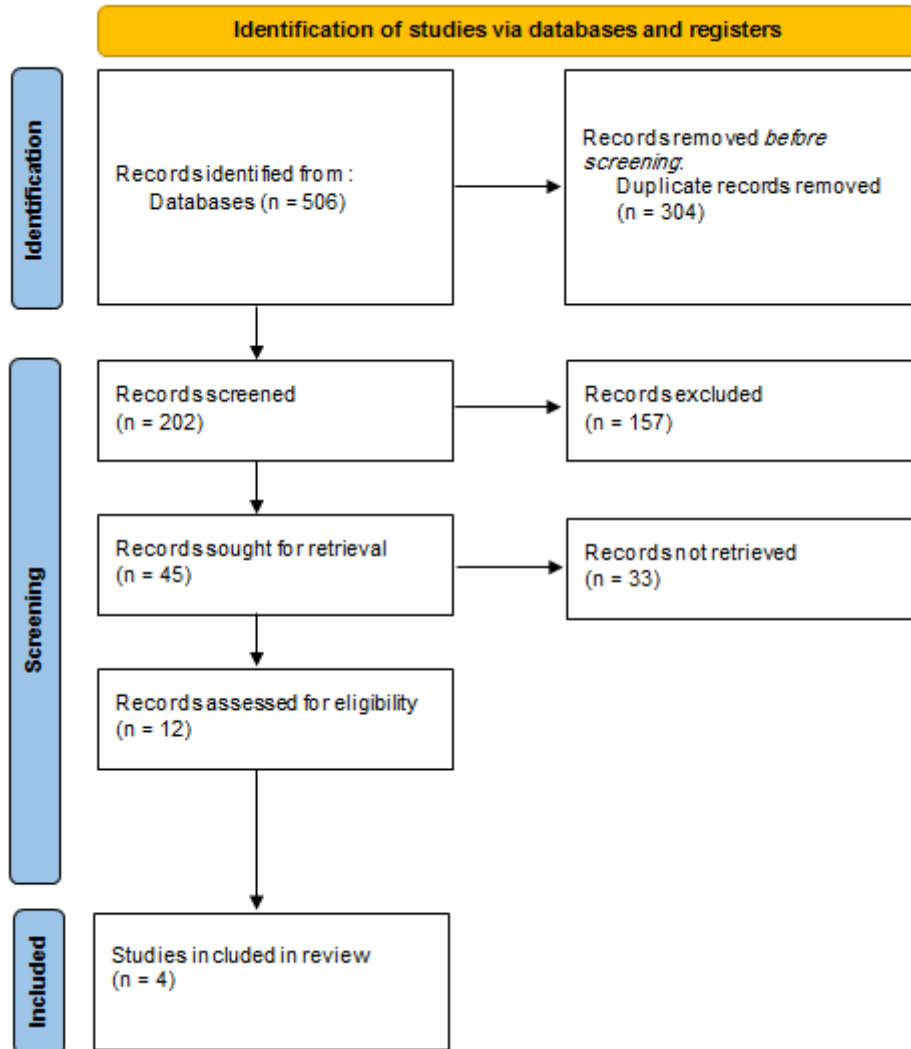 Identification of studies via databases and registers
Identification
Records identified from :
Databases (n = 506)
Records removed before
screening:
Duplicate records removed
(n = 304)
Screening
Records screened
(n = 202)
Records excluded
(n = 157)
Records sought for retrieval
(n = 45)
Records not retrieved
(n = 33)
Records assessed for eligibility
(n = 12)
Included
Studies included in review
(n = 4)